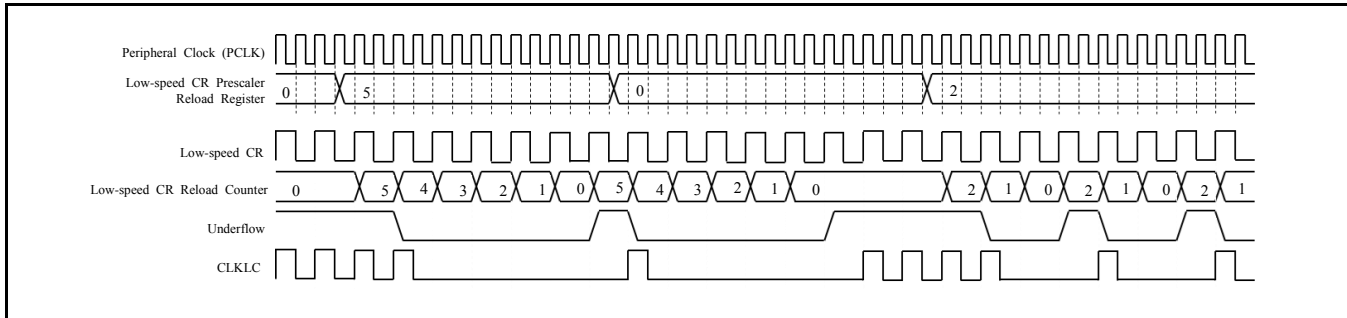 Peripheral Clock (PCLK)
Low-speed CR Prescaler
Reload Register
0 5 0 2
Low-speed CR
Low-speed CR Reload Counter
0 5 4 3 2 1 0 5 4 3 2 1 0 2 1 0 2 1 0 2 1
Underflow
CLKLC